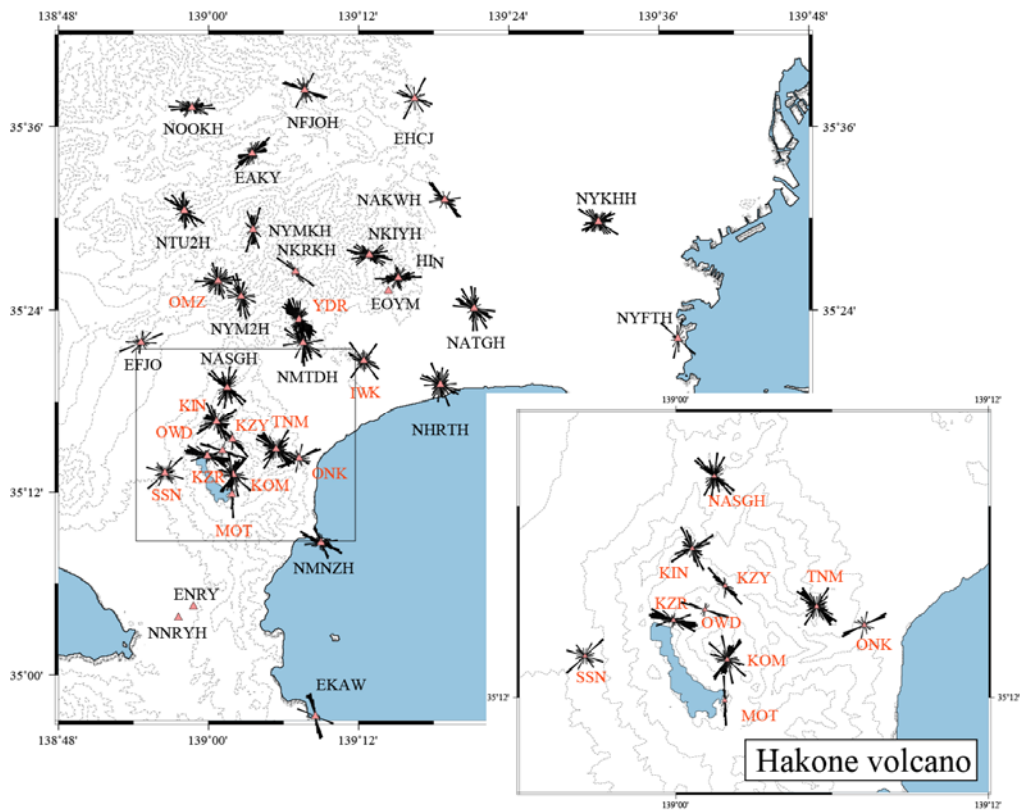 138°48' 139°00' 139°12' 139°24' 139°36' 139°48'
NOOKH
NFJOH
EHCJ
35°36' 35°36'
EAKY
NAKWH
NYKHH
NTU2H
NYMKH
NKIYH
NKRKH
HIN
OMZ
YDR
EOYM
35°24' 35°24'
NYM2H
NATGH
NYFTH
EFJO
NASGH
NMTDH
IWK
KIN
KZY
TNM
OWD
NHRTH
KZR
KOM
ONK
SSN
35°12'
MOT
NMNZH
ENRY
NNRYH
35°00'
EKAW
138°48' 139°00' 139°12'
139°00' 139°12'
NASGH
KIN
KZY
TNM
KZR
OWD
ONK
KOM
SSN
35°12' 35°12'
MOT
Hakone volcano
139°00' 139°12'